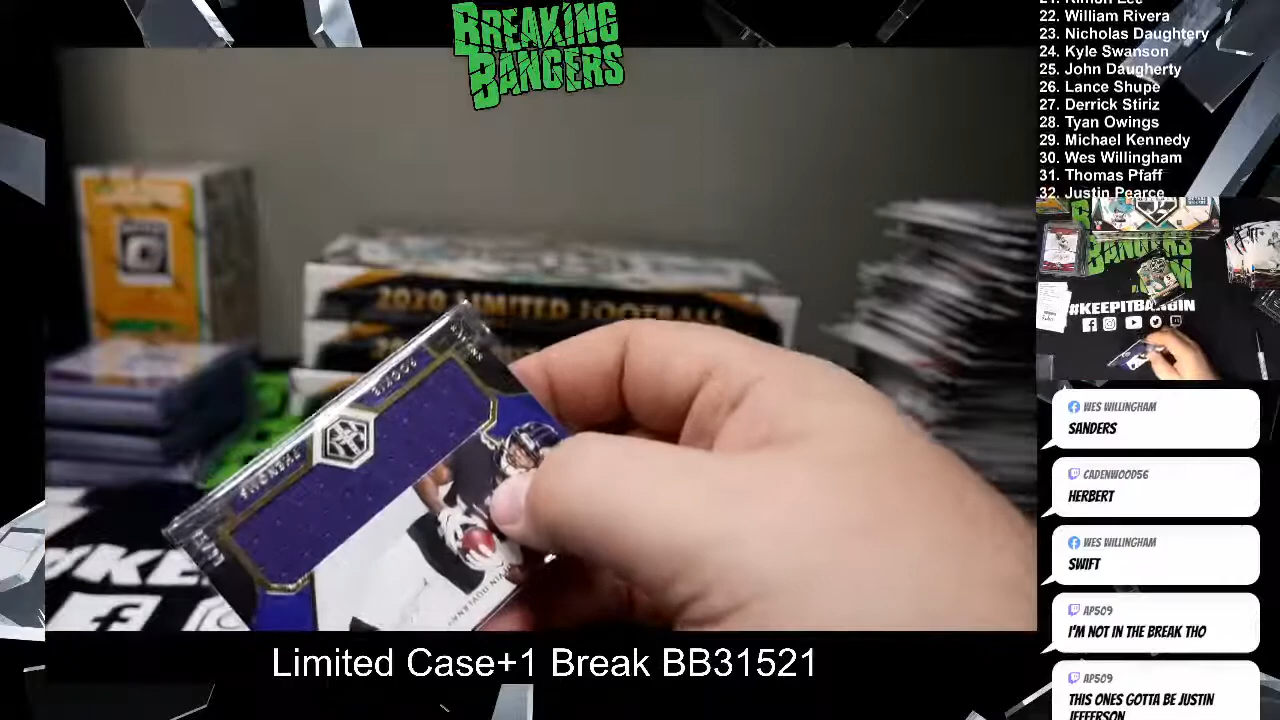 BREAKING
BANGERS
22. William Rivera
23. Nicholas Daughtery
24. Kyle Swanson
25. John Daugherty
26. Lance Shupe
27. Derrick Stiriz
28. Tyan Owings
29. Michael Kennedy
30. Wes Willingham
31. Thomas Pfaff
32. Justin Pearce
2020 LIMITED FOOTBALL
ROOKIE
THREADS
#KEEPITBANGIN
WES WILLINGHAM
SANDERS
CADENWOOD56
HERBERT
WES WILLINGHAM
SWIFT
AP509
I'M NOT IN THE BREAK THO
AP509
THIS ONES GOTTA BE JUSTIN
JEFFERSON
Limited Case+1 Break BB31521